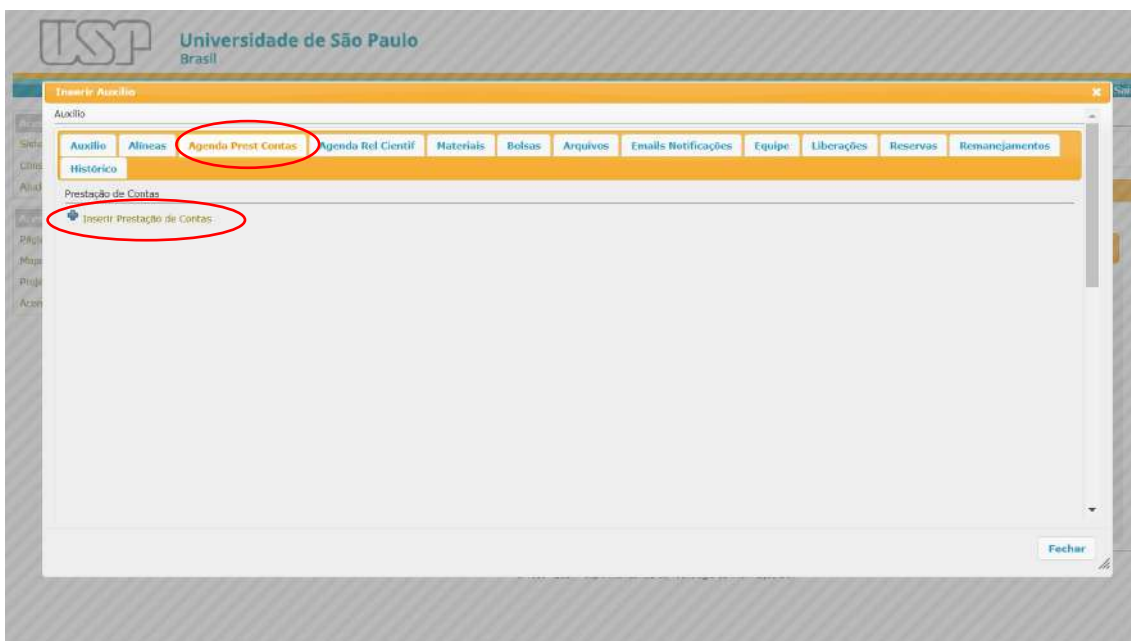 USP Universidade de São Paulo
Brasil
Inserir Auxílio
Auxílio
Auxílio Alíneas Agenda Prest Contas Agenda Rel Cientif Materiais Bolsas Arquivos Emails Notificações Equipe Liberações Reservas Remanejamentos
Histórico
Prestação de Contas
Inserir Prestação de Contas
Fechar